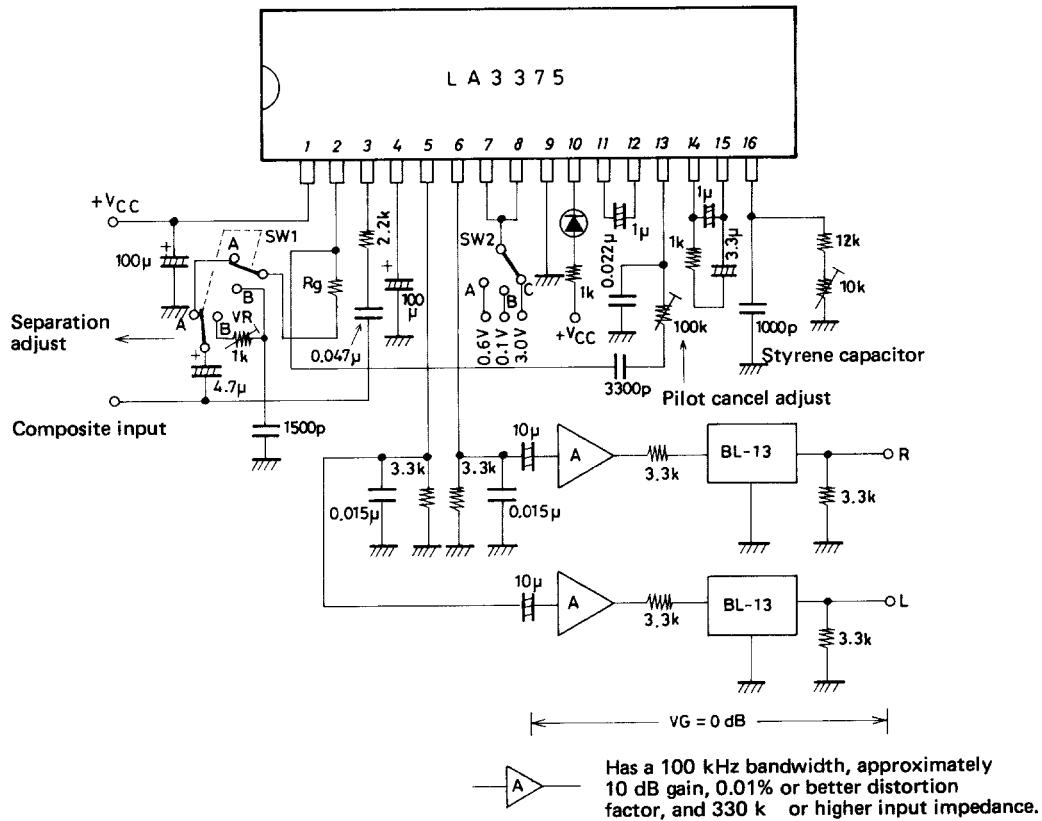 LA3375
1 2 3 4 5 6 7 8 9 10 11 12 13 14 15 16
+VCC
100μ
SW1
A
B
A
B
VR
1k
Separation
adjust
4.7μ
Composite input
1500p
Rg
2.2k
0.047μ
100
μ
SW2
A
B
C
0.6V
0.1V
3.0V
1k
+VCC
1μ
0.022μ
3300p
100k
Pilot cancel adjust
1k
1μ
3.3μ
1000p
Styrene capacitor
12k
10k
3.3k
0.015μ
3.3k
0.015μ
10μ
A
3.3k
BL-13
R
3.3k
10μ
A
3.3k
BL-13
L
3.3k
VG = 0 dB
A
Has a 100 kHz bandwidth, approximately
10 dB gain, 0.01% or better distortion
factor, and 330 k or higher input impedance.